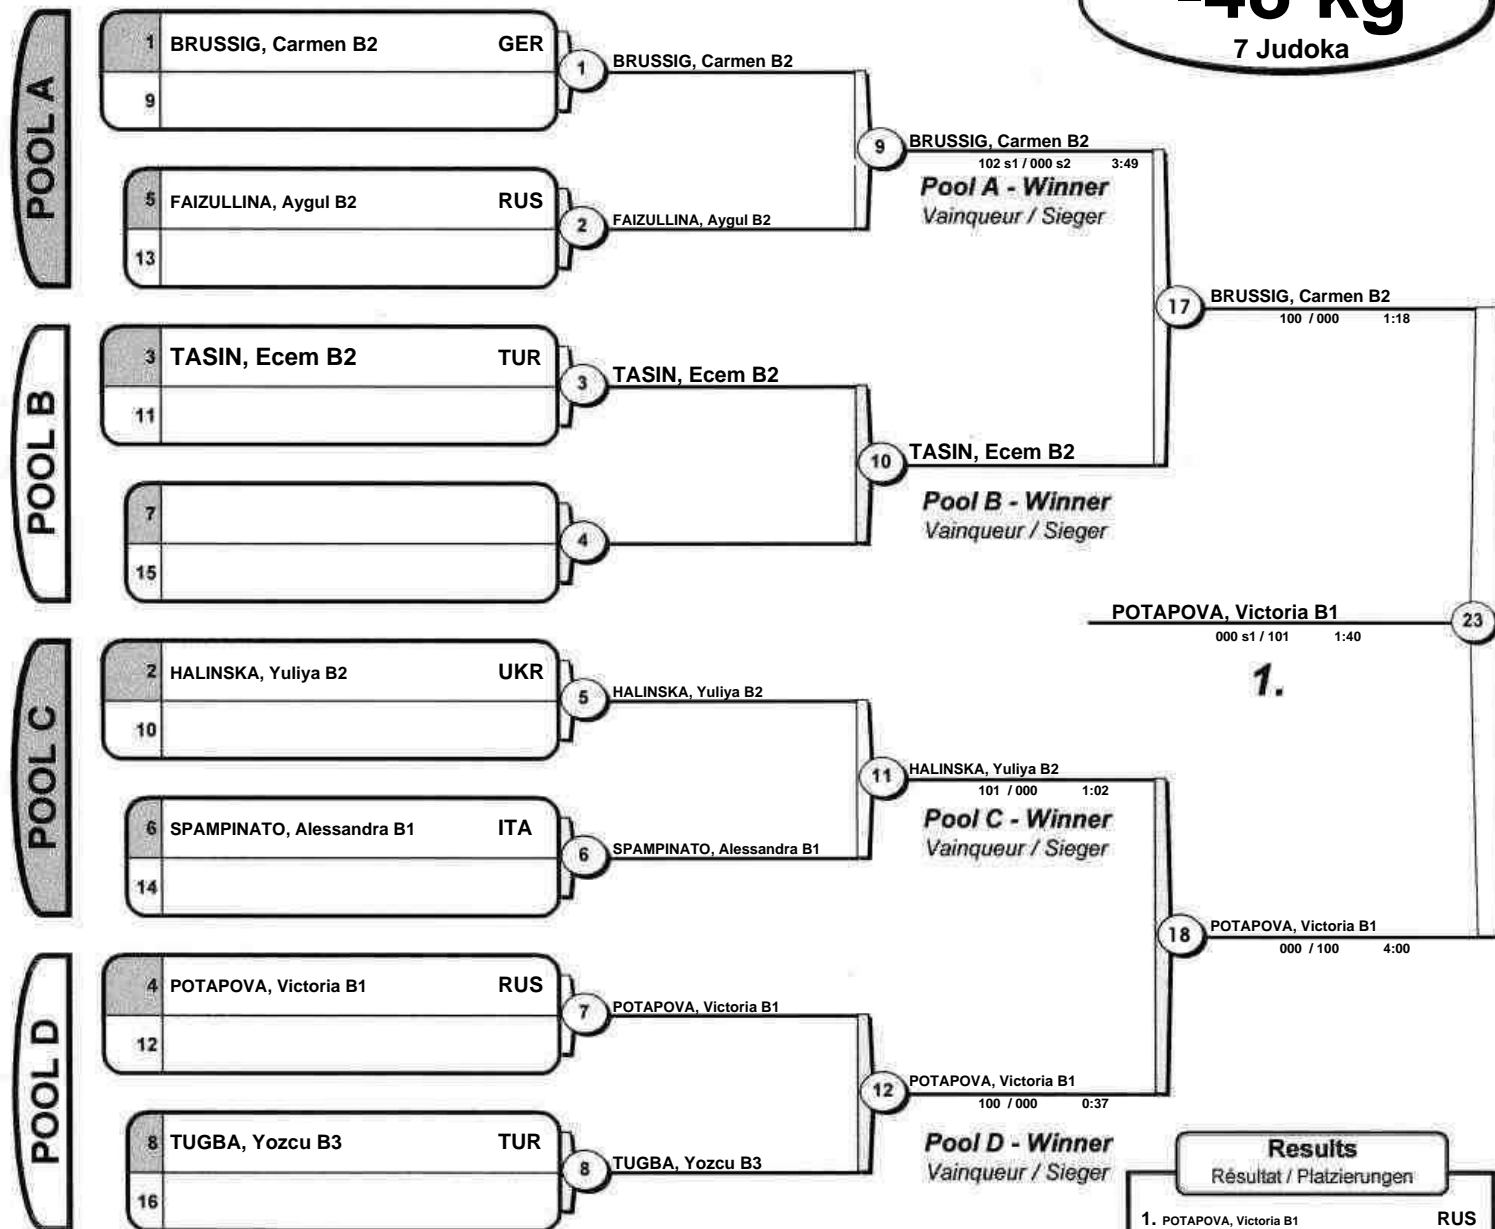 -48 kg
7 Judoka
POOL A
1 BRUSSIG, Carmen B2 GER
9
1
BRUSSIG, Carmen B2
5 FAIZULLINA, Aygul B2 RUS
13
2
FAIZULLINA, Aygul B2
9
BRUSSIG, Carmen B2
102 s1 / 000 s2 3:49
Pool A - Winner
Vainqueur / Sieger
POOL B
3 TASIN, Ecem B2 TUR
11
3
TASIN, Ecem B2
7
15
4
10
TASIN, Ecem B2
Pool B - Winner
Vainqueur / Sieger
17
BRUSSIG, Carmen B2
100 / 000 1:18
POTAPOVA, Victoria B1
000 s1 / 101 1:40
23
1.
POOL C
2 HALINSKA, Yuliya B2 UKR
10
5
HALINSKA, Yuliya B2
6 SPAMPINATO, Alessandra B1 ITA
14
6
SPAMPINATO, Alessandra B1
11
HALINSKA, Yuliya B2
101 / 000 1:02
Pool C - Winner
Vainqueur / Sieger
18
POTAPOVA, Victoria B1
000 / 100 4:00
POOL D
4 POTAPOVA, Victoria B1 RUS
12
7
POTAPOVA, Victoria B1
8 TUGBA, Yozcu B3 TUR
16
8
TUGBA, Yozcu B3
12
POTAPOVA, Victoria B1
100 / 000 0:37
Pool D - Winner
Vainqueur / Sieger
Results
Résultat / Platzierungen
1. POTAPOVA, Victoria B1 RUS